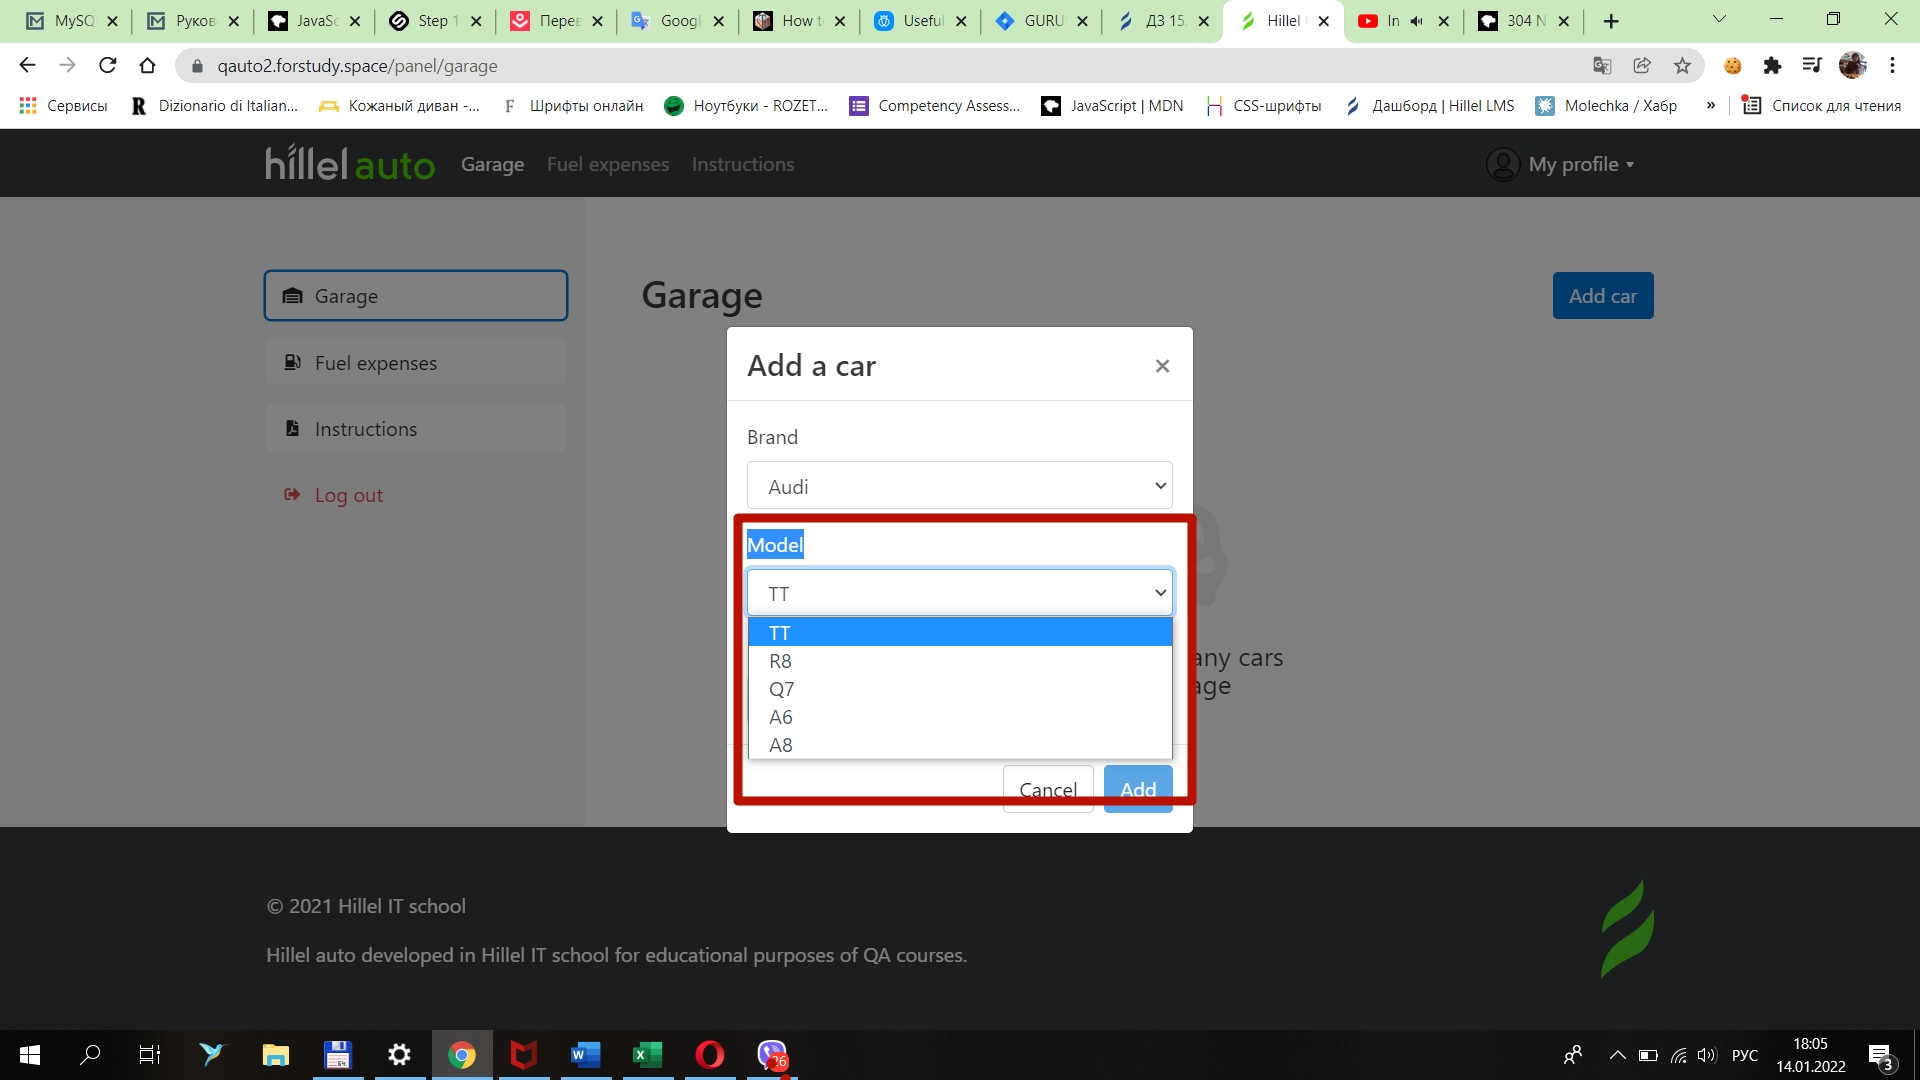 MySQ
Руков
JavaSc
Step 1
Перев
Googl
How to
Useful
GURU
ДЗ 15.
Hillel
In
304 N
qauto2.forstudy.space/panel/garage
Сервисы
Dizionario di Italian...
Кожаный диван -...
Шрифты онлайн
Ноутбуки - ROZET...
Competency Assess...
JavaScript | MDN
CSS-шрифты
Дашборд | Hillel LMS
Molechka / Хабр
»
Список для чтения
hillel auto
Garage
Fuel expenses
Instructions
My profile
Garage
Fuel expenses
Instructions
Log out
Garage
Add car
Add a car
Brand
Audi
Model
TT
TT
R8
Q7
A6
A8
any cars
age
Cancel
Add
© 2021 Hillel IT school
Hillel auto developed in Hillel IT school for educational purposes of QA courses.
26
РУС
18:05
14.01.2022
3